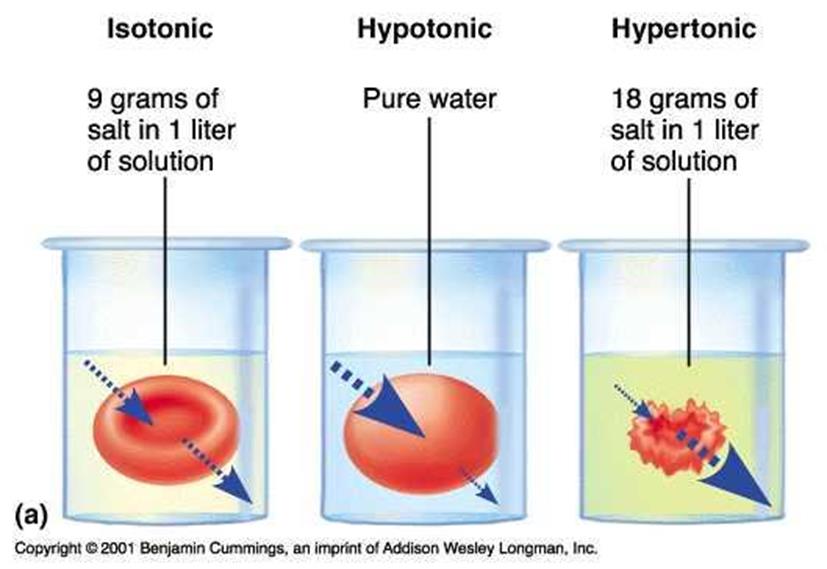 Isotonic
Hypotonic
Hypertonic
9 grams of
salt in 1 liter
of solution
Pure water
18 grams of
salt in 1 liter
of solution
(a)
Copyright © 2001 Benjamin Cummings, an imprint of Addison Wesley Longman, Inc.